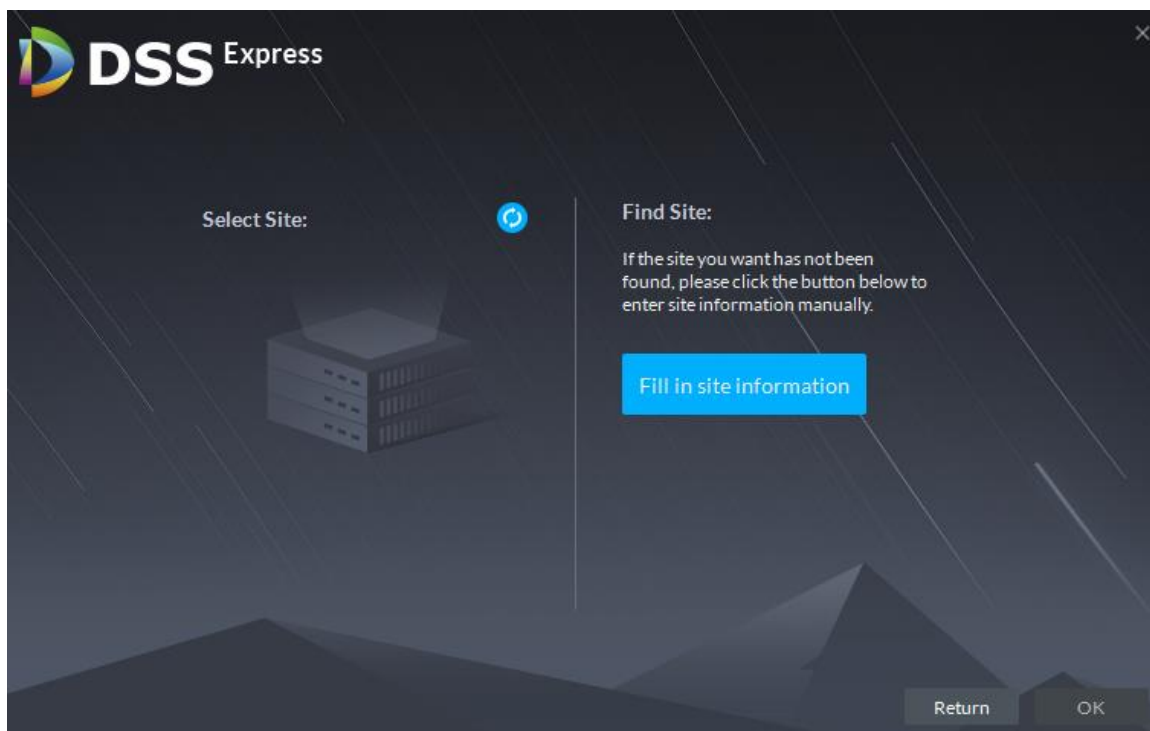 DSS Express
Select Site:
Find Site:
If the site you want has not been
found, please click the button below to
enter site information manually.
Fill in site information
Return
OK